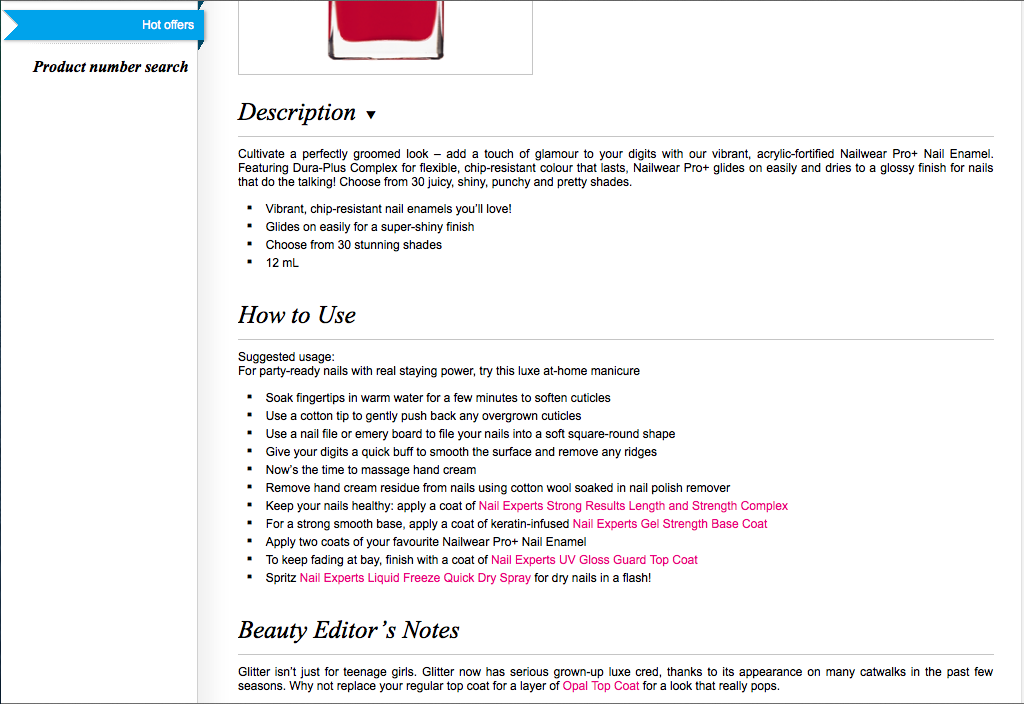 Hot offers
Product number search
Description ▼
Cultivate a perfectly groomed look – add a touch of glamour to your digits with our vibrant, acrylic-fortified Nailwear Pro+ Nail Enamel.
Featuring Dura-Plus Complex for flexible, chip-resistant colour that lasts, Nailwear Pro+ glides on easily and dries to a glossy finish for nails
that do the talking! Choose from 30 juicy, shiny, punchy and pretty shades.
▪ Vibrant, chip-resistant nail enamels you'll love!
▪ Glides on easily for a super-shiny finish
▪ Choose from 30 stunning shades
▪ 12 mL
How to Use
Suggested usage:
For party-ready nails with real staying power, try this luxe at-home manicure
▪ Soak fingertips in warm water for a few minutes to soften cuticles
▪ Use a cotton tip to gently push back any overgrown cuticles
▪ Use a nail file or emery board to file your nails into a soft square-round shape
▪ Give your digits a quick buff to smooth the surface and remove any ridges
▪ Now's the time to massage hand cream
▪ Remove hand cream residue from nails using cotton wool soaked in nail polish remover
▪ Keep your nails healthy: apply a coat of Nail Experts Strong Results Length and Strength Complex
▪ For a strong smooth base, apply a coat of keratin-infused Nail Experts Gel Strength Base Coat
▪ Apply two coats of your favourite Nailwear Pro+ Nail Enamel
▪ To keep fading at bay, finish with a coat of Nail Experts UV Gloss Guard Top Coat
▪ Spritz Nail Experts Liquid Freeze Quick Dry Spray for dry nails in a flash!
Beauty Editor's Notes
Glitter isn't just for teenage girls. Glitter now has serious grown-up luxe cred, thanks to its appearance on many catwalks in the past few
seasons. Why not replace your regular top coat for a layer of Opal Top Coat for a look that really pops.